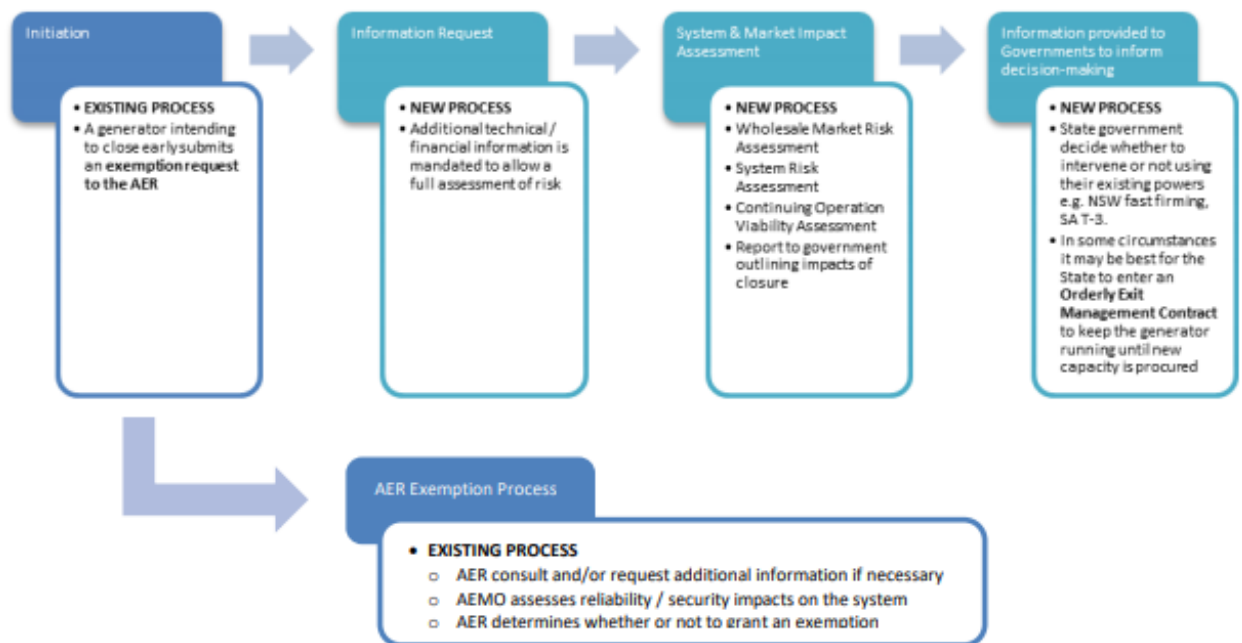 Initiation
• EXISTING PROCESS
• A generator intending
to close early submits
an exemption request
to the AER
Information Request
• NEW PROCESS
• Additional technical /
financial information is
mandated to allow a
full assessment of risk
System & Market Impact
Assessment
• NEW PROCESS
• Wholesale Market Risk
Assessment
• System Risk
Assessment
• Continuing Operation
Viability Assessment
• Report to government
outlining impacts of
closure
Information provided to
Governments to inform
decision-making
• NEW PROCESS
• State government
decide whether to
intervene or not using
their existing powers
e.g. NSW fast firming,
SA T-3.
• In some circumstances
it may be best for the
State to enter an
Orderly Exit
Management Contract
to keep the generator
running until new
capacity is procured
AER Exemption Process
• EXISTING PROCESS
o AER consult and/or request additional information if necessary
o AEMO assesses reliability / security impacts on the system
o AER determines whether or not to grant an exemption